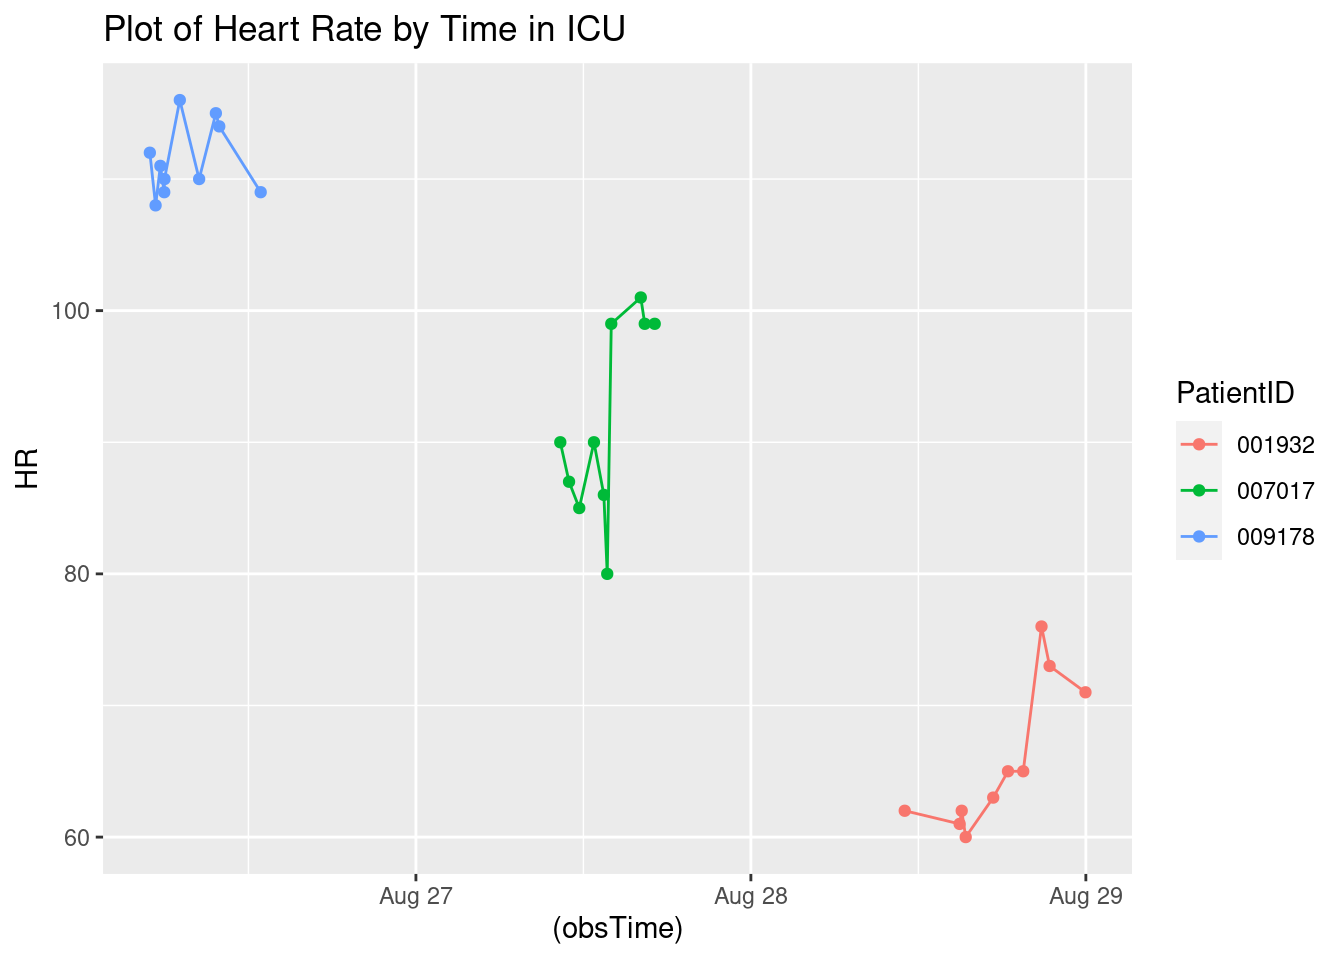 Plot of Heart Rate by Time in ICU
HR
100
80
60
Aug 27
Aug 28
Aug 29
(obsTime)
PatientID
001932
007017
009178